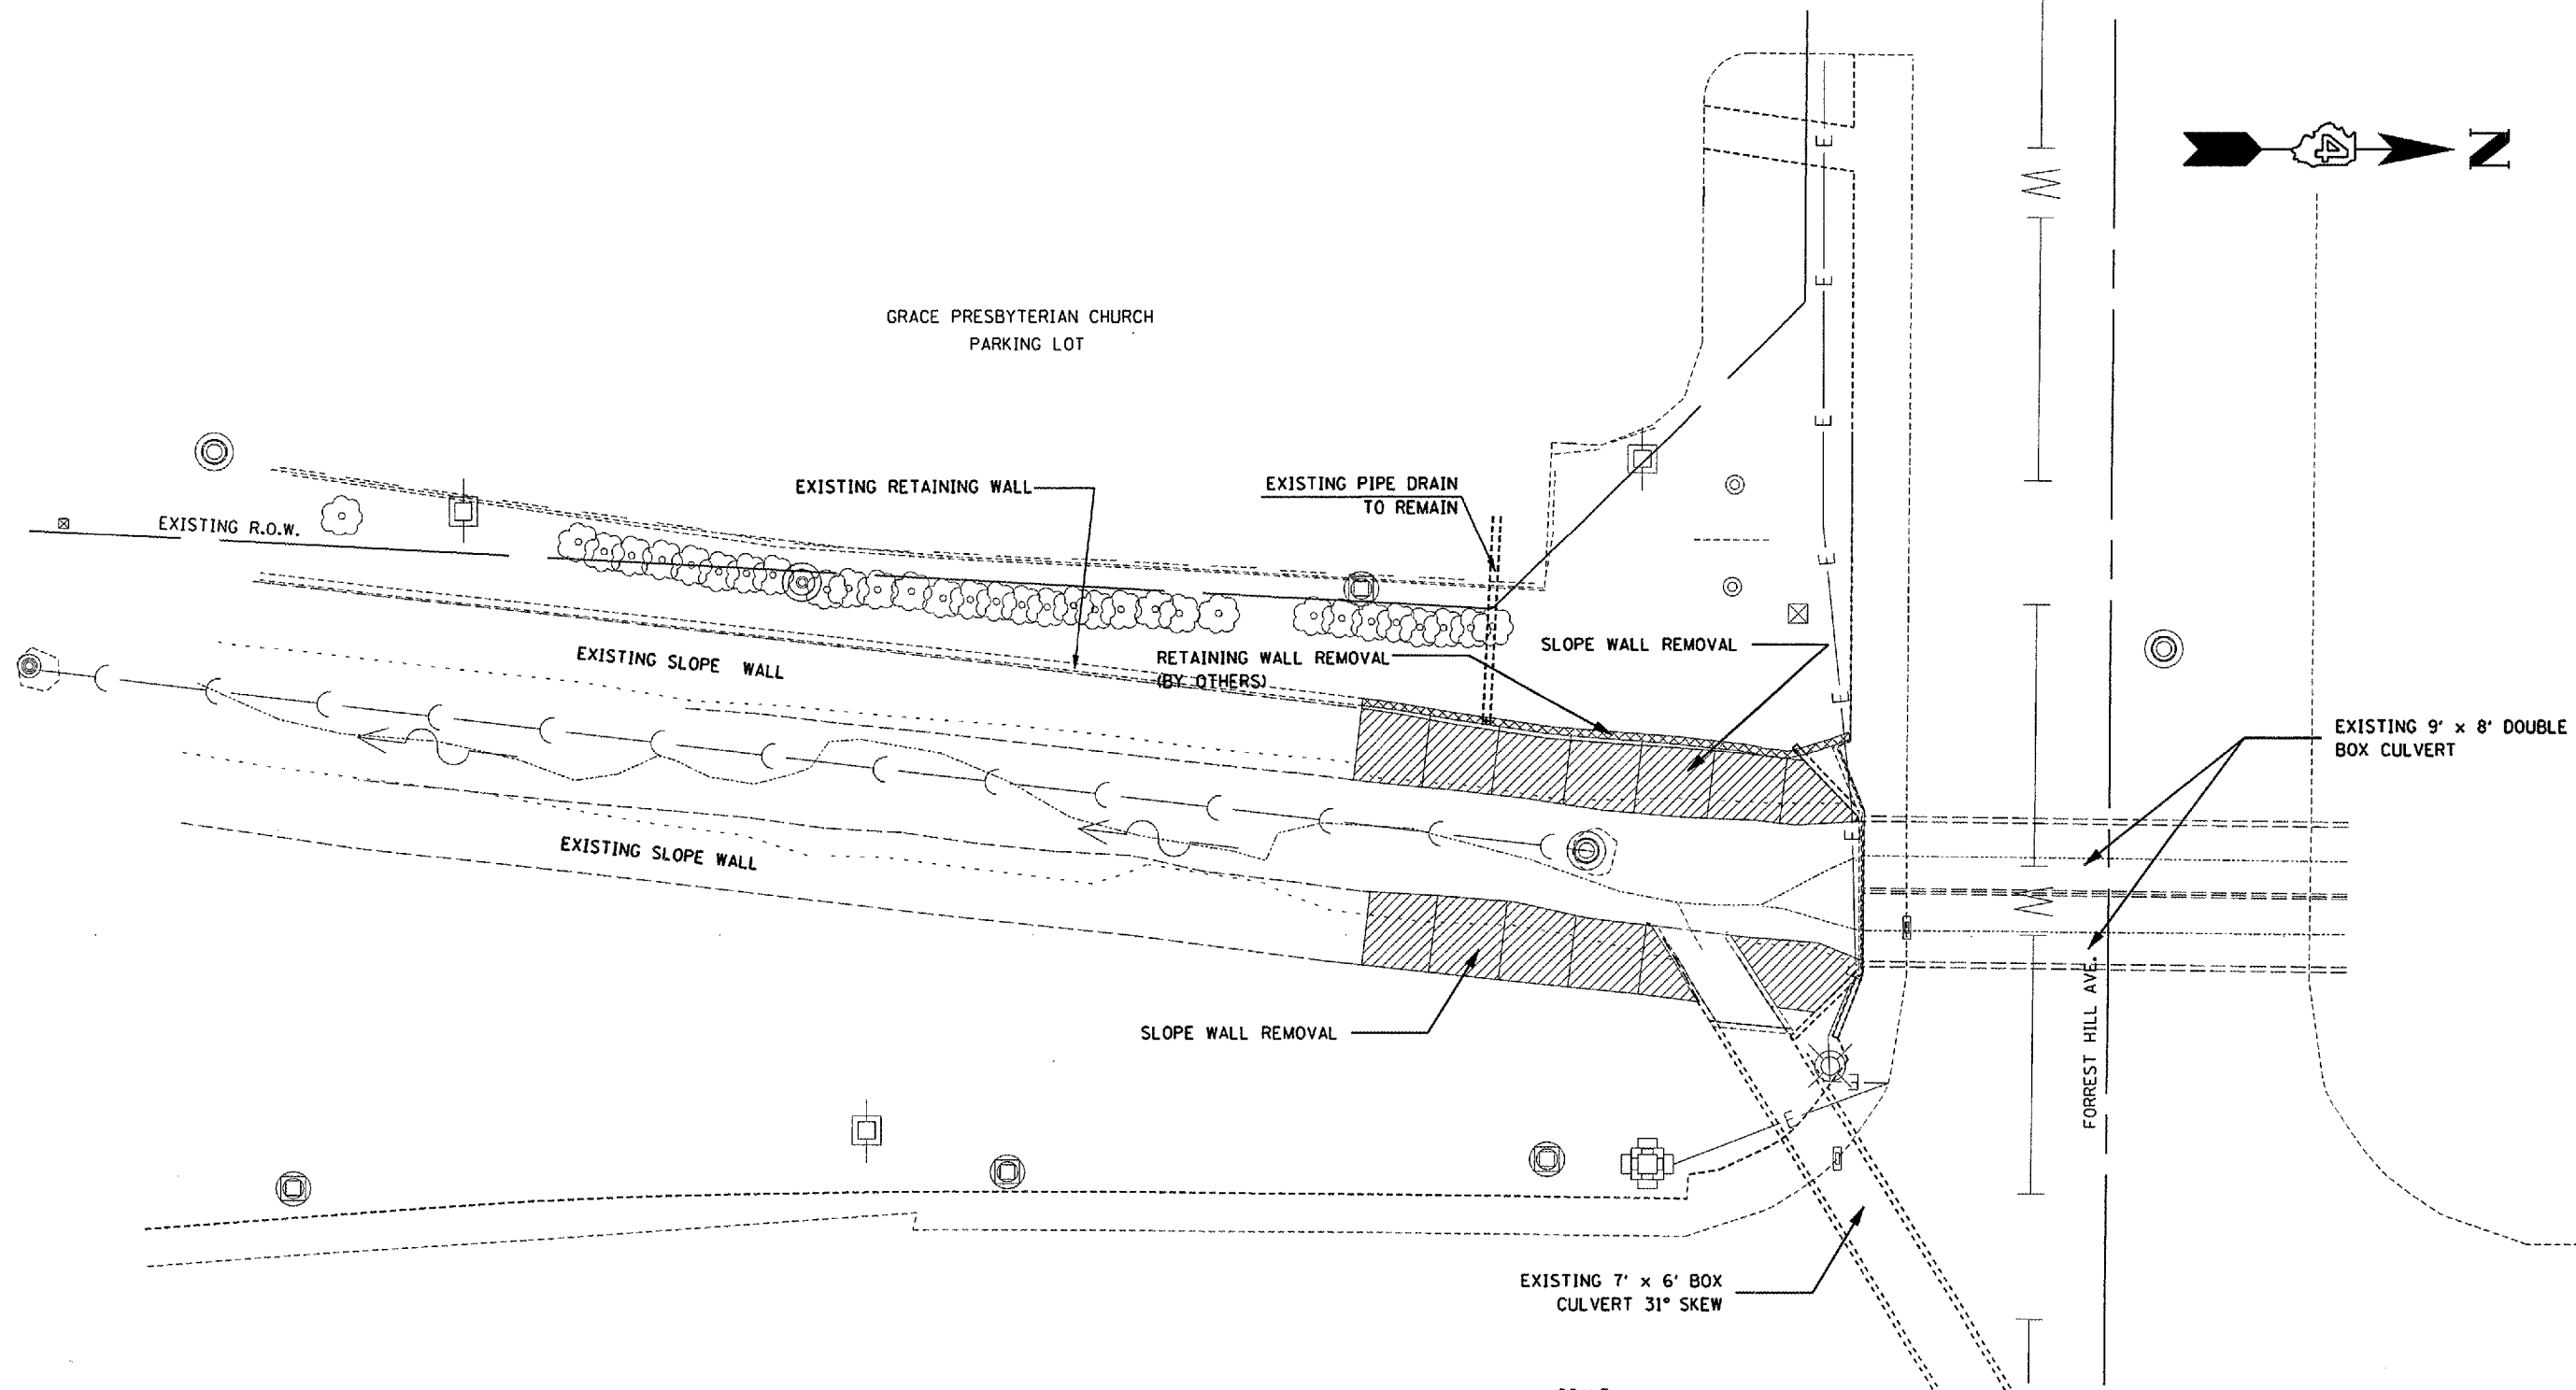 N
4
W
E
E
E
GRACE PRESBYTERIAN CHURCH
PARKING LOT
EXISTING RETAINING WALL
EXISTING PIPE DRAIN
TO REMAIN
EXISTING R.O.W.
E
E
EXISTING SLOPE WALL
RETAINING WALL REMOVAL
(BY OTHERS)
SLOPE WALL REMOVAL
EXISTING 9' x 8' DOUBLE
BOX CULVERT
EXISTING SLOPE WALL
E
W
SLOPE WALL REMOVAL
FORREST HILL AVE.
E
E
EXISTING 7' x 6' BOX
CULVERT 31° SKEW